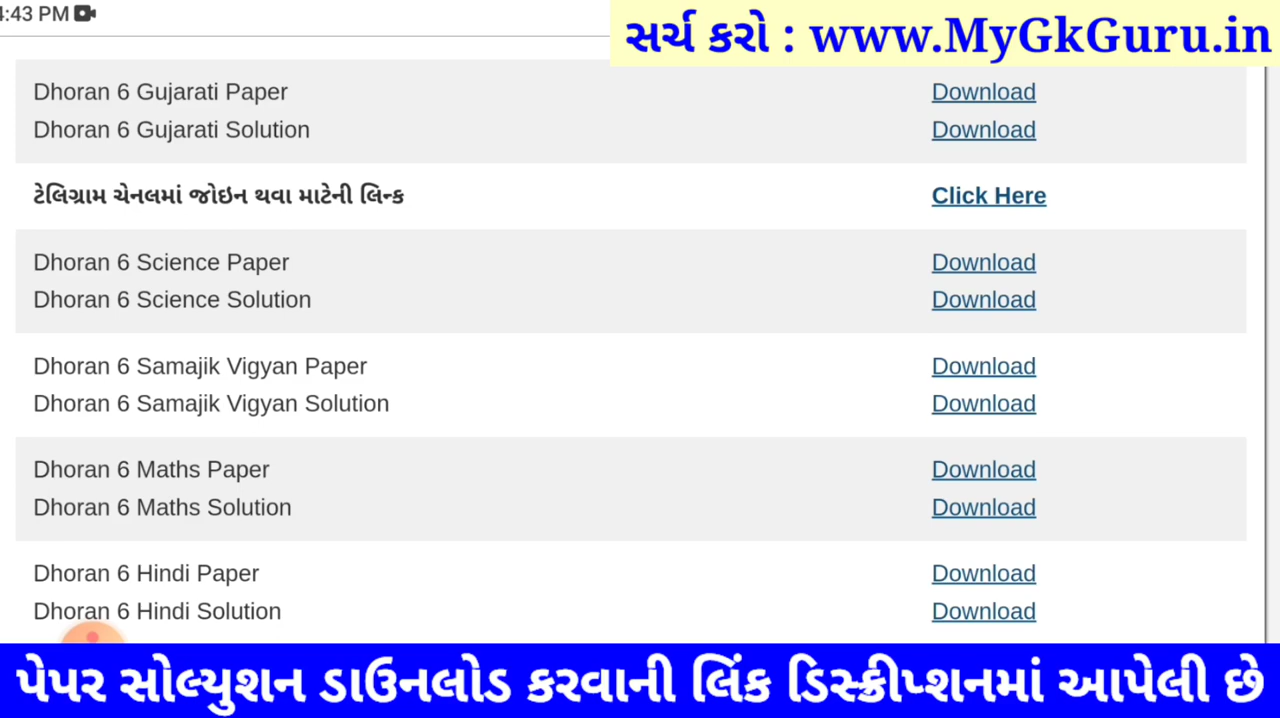 4:43 PM
સર્ચ કરો : www.MyGkGuru.in
Dhoran 6 Gujarati Paper Download
Dhoran 6 Gujarati Solution Download
ટેલિગ્રામ ચેનલમાં જોઇન થવા માટેની લિન્ક Click Here
Dhoran 6 Science Paper Download
Dhoran 6 Science Solution Download
Dhoran 6 Samajik Vigyan Paper Download
Dhoran 6 Samajik Vigyan Solution Download
Dhoran 6 Maths Paper Download
Dhoran 6 Maths Solution Download
Dhoran 6 Hindi Paper Download
Dhoran 6 Hindi Solution Download
પેપર સોલ્યુશન ડાઉનલોડ કરવાની લિંક ડિસ્ક્રીપ્શનમાં આપેલી છે